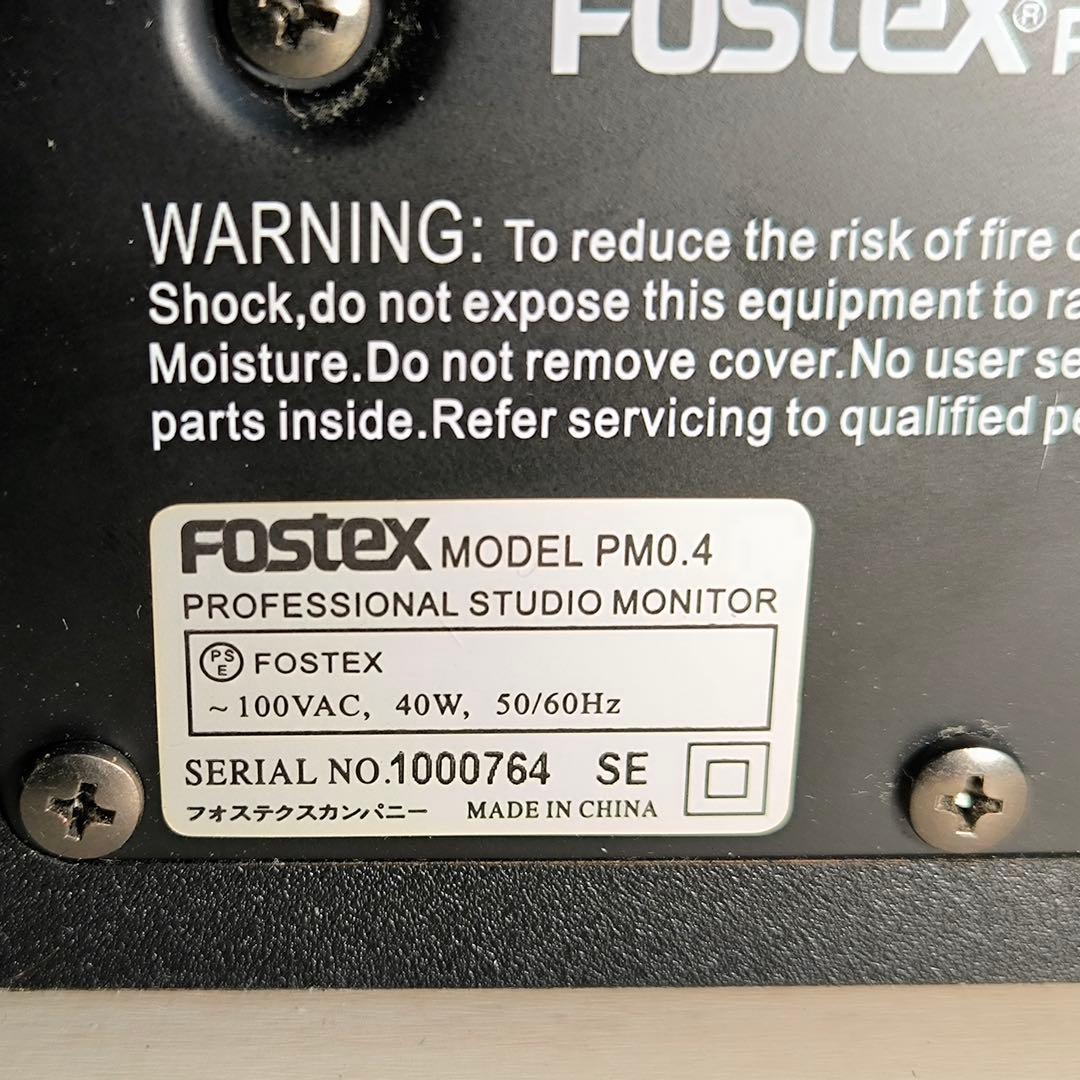 Fostex®
WARNING: To reduce the risk of fire
Shock,do not expose this equipment to
Moisture.Do not remove cover.No user
parts inside.Refer servicing to qualified
Fostex MODEL PM0.4
PROFESSIONAL STUDIO MONITOR
PSE FOSTEX
~100VAC, 40W, 50/60Hz
SERIAL NO.1000764 SE
フォステクスカンパニー MADE IN CHINA